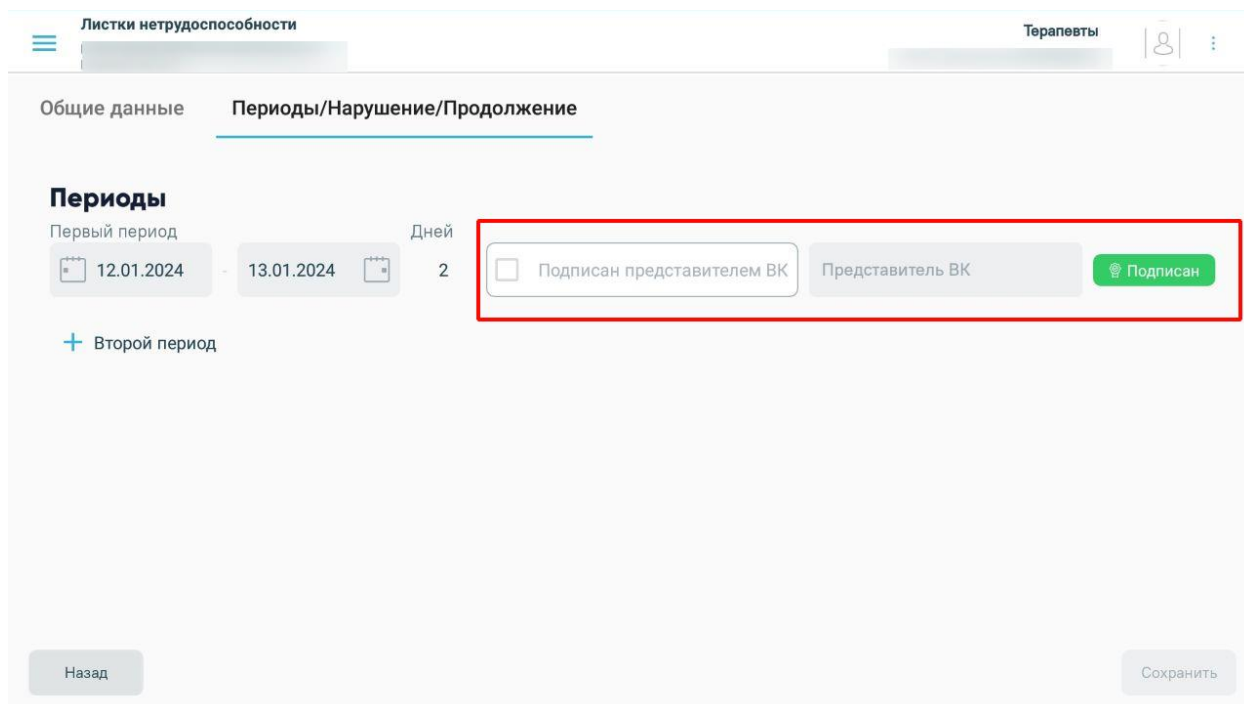 Листки нетрудоспособности
Терапевты
Общие данные Периоды/Нарушение/Продолжение
Периоды
Первый период Дней
12.01.2024 - 13.01.2024 2 Подписан представителем ВК Представитель ВК Подписан
+ Второй период
Назад Сохранить